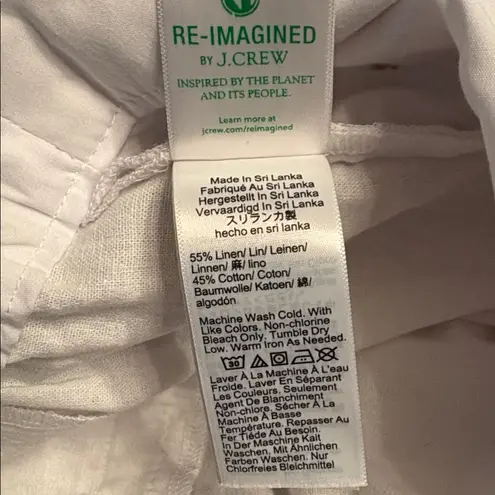 RE-IMAGINED
BY J.CREW
INSPIRED BY THE PLANET
AND ITS PEOPLE.
Learn more at
jcrew.com/reimagined
Made In Sri Lanka
Fabriqué Au Sri Lanka
Hergestellt In Sri Lanka
Vervaardigd In Sri Lanka
スリランカ製
hecho en sri lanka
55% Linen/ Lin/ Leinen/
Linnen/ 麻/ lino
45% Cotton/ Coton/
Baumwolle/ Katoen/ 綿/
algodón
Machine Wash Cold. With
Like Colors. Non-chlorine
Bleach Only. Tumble Dry
Low. Warm Iron As Needed.
30
Laver À La Machine À L'eau
Froide. Laver En Séparant
Les Couleurs. Seulement
Agent De Blanchiment
Non-chlore. Sécher À La
Machine À Basse
Température. Repasser Au
Fer Tiéde Au Besoin.
In Der Maschine Kalt
Waschen. Mit Ähnlichen
Farben Waschen. Nur
Chlorfreies Bleichmittel